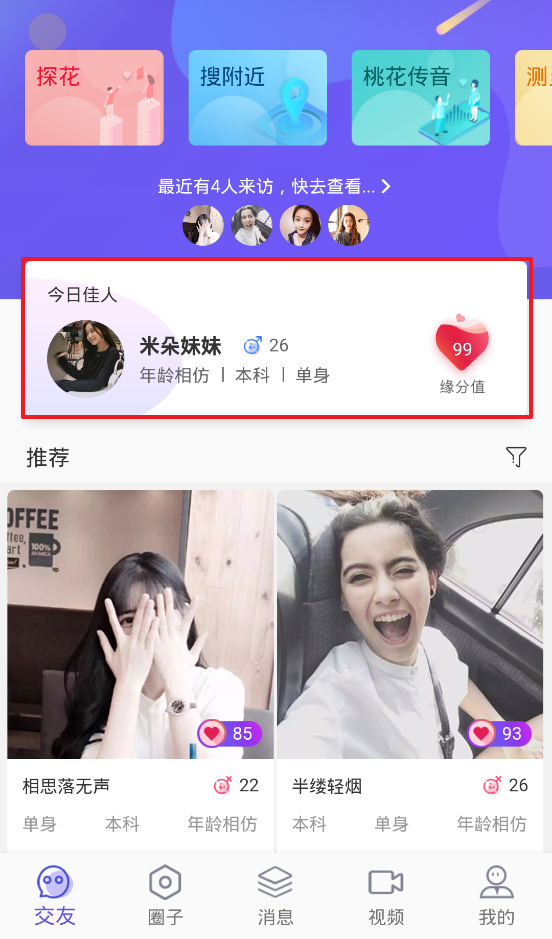 探花
搜附近
桃花传音
最近有4人来访，快去查看...
今日佳人
米朵妹妹 26
年龄相仿 | 本科 | 单身
99
缘分值
推荐
OFFEE
ffee,
art
100%
85
93
相思落无声 22
半缕轻烟 26
单身 本科 年龄相仿
本科 单身 年龄相仿
交友
圈子
消息
视频
我的